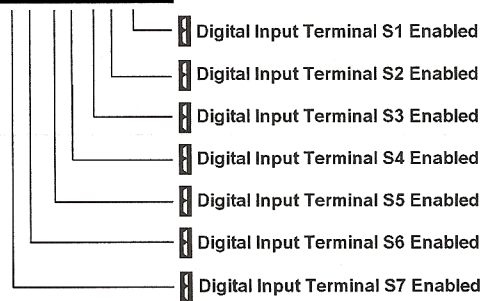 Digital Input Terminal S1 Enabled
Digital Input Terminal S2 Enabled
Digital Input Terminal S3 Enabled
Digital Input Terminal S4 Enabled
Digital Input Terminal S5 Enabled
Digital Input Terminal S6 Enabled
Digital Input Terminal S7 Enabled